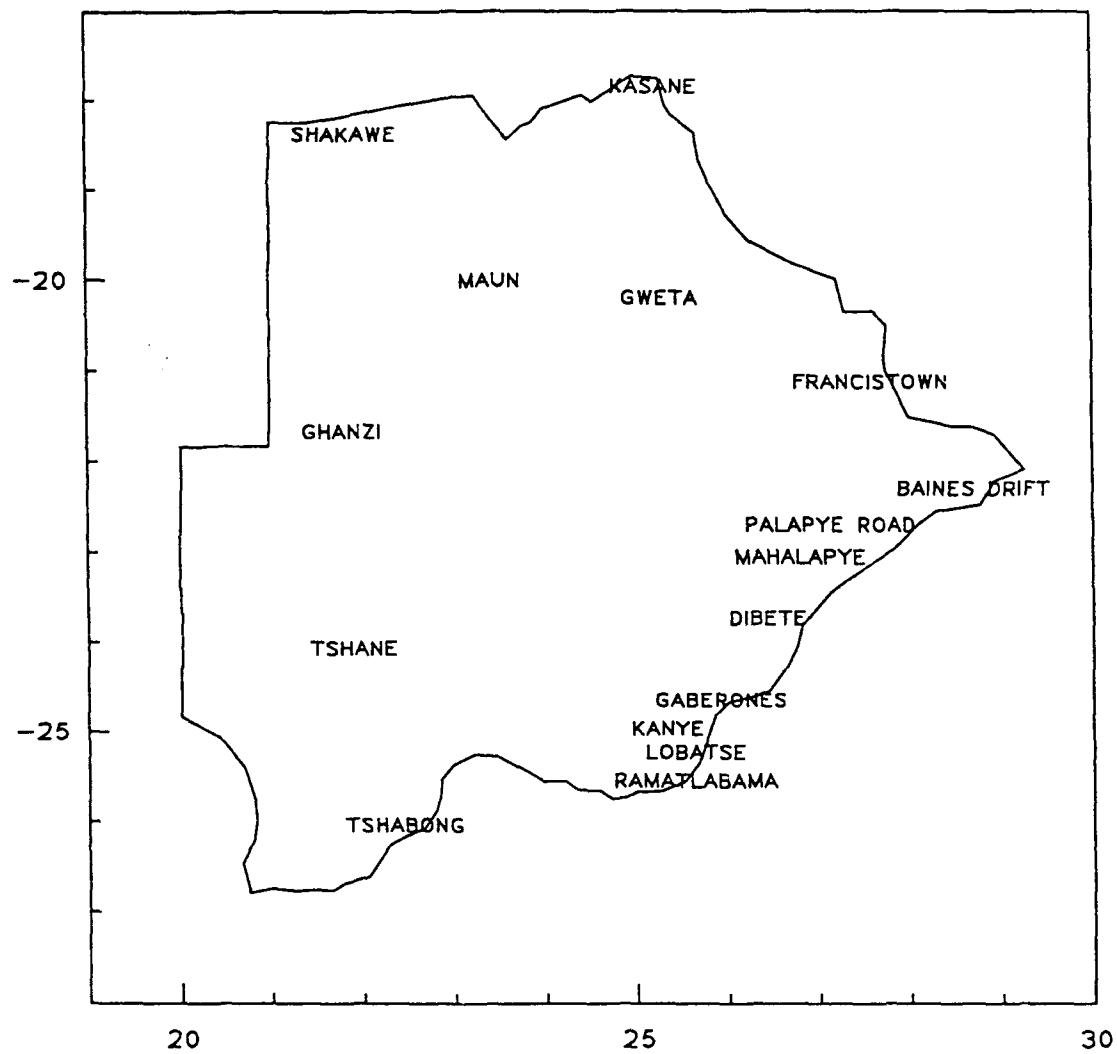 KASANE
SHAKAWE
-20
MAUN
GWETA
FRANCISTOWN
GHANZI
BAINES DRIFT
PALAPYE ROAD
MAHALAPYE
DIBETE
TSHANE
GABERONES
-25
KANYE
LOBATSE
RAMATLABAMA
TSHABONG
20 25 30